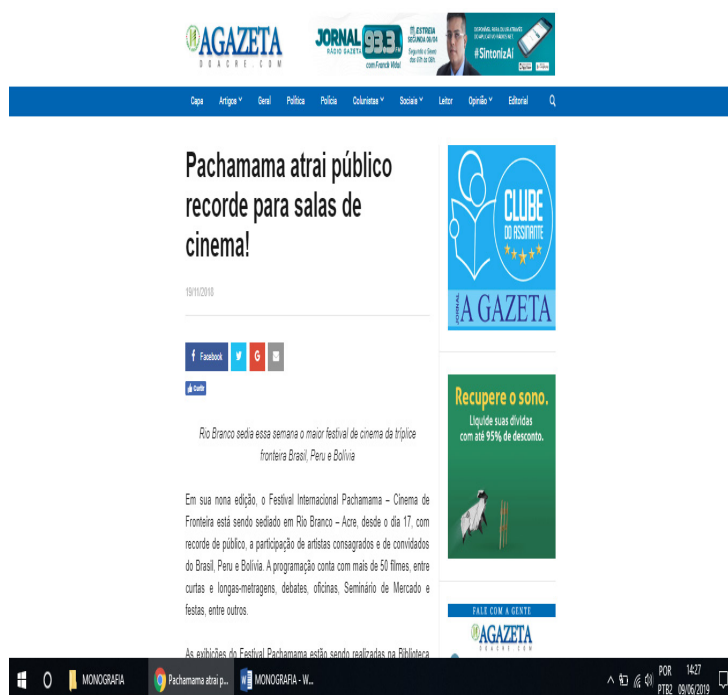 AGAZETA
DOACRE.COM
JORNAL 93.3 FM
RÁDIO GAZETA
com Franck Vidal
ESTREIA
SEGUNDA
#SintonizAí
Capa Artigos Geral Política Polícia Colunistas Sociais Leitor Opinião Editorial
Pachamama atrai público
recorde para salas de
cinema!
19/11/2018
Facebook
G
Curtir
Rio Branco sedia essa semana o maior festival de cinema da tríplice
fronteira Brasil, Peru e Bolívia
Em sua nona edição, o Festival Internacional Pachamama – Cinema de
Fronteira está sendo sediado em Rio Branco – Acre, desde o dia 17, com
recorde de público, a participação de artistas consagrados e de convidados
do Brasil, Peru e Bolívia. A programação conta com mais de 50 filmes, entre
curtas e longas-metragens, debates, oficinas, Seminário de Mercado e
festas, entre outros.
As exibições do Festival Pachamama estão sendo realizadas na Biblioteca
CLUBE
DO ASSINANTE
JORNAL
A GAZETA
Recupere o sono.
Liquide suas dívidas
com até 95% de desconto.
FALE COM A GENTE
AGAZETA
DOACRE.COM
MONOGRAFIA
Pachamama atrai p...
MONOGRAFIA - W...
POR
PTB2
14:27
09/06/2019